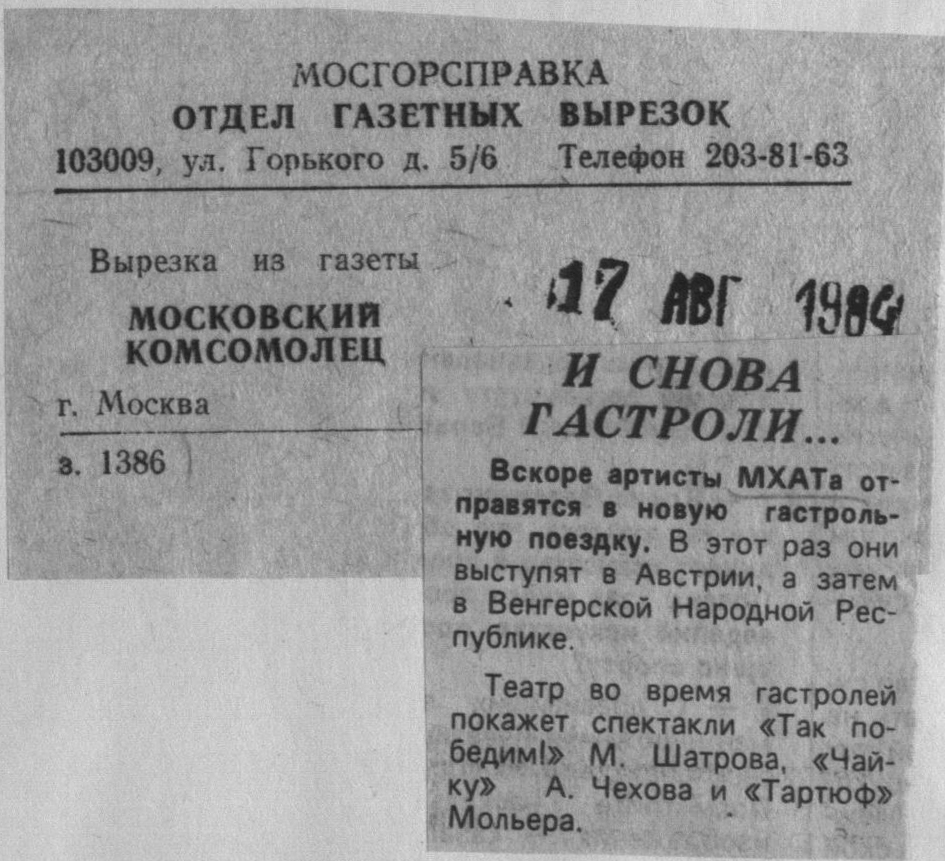 МОСГОРСПРАВКА
ОТДЕЛ ГАЗЕТНЫХ ВЫРЕЗОК
103009, ул. Горького д. 5/6 Телефон 203-81-63
Вырезка из газеты
МОСКОВСКИЙ
КОМСОМОЛЕЦ
г. Москва
з. 1386
17 АВГ 1984
И СНОВА
ГАСТРОЛИ...
Вскоре артисты МХАТа от-
правятся в новую гастроль-
ную поездку. В этот раз они
выступят в Австрии, а затем
в Венгерской Народной Рес-
публике.
Театр во время гастролей
покажет спектакли «Так по-
бедим!» М. Шатрова, «Чай-
ку» А. Чехова и «Тартюф»
Мольера.